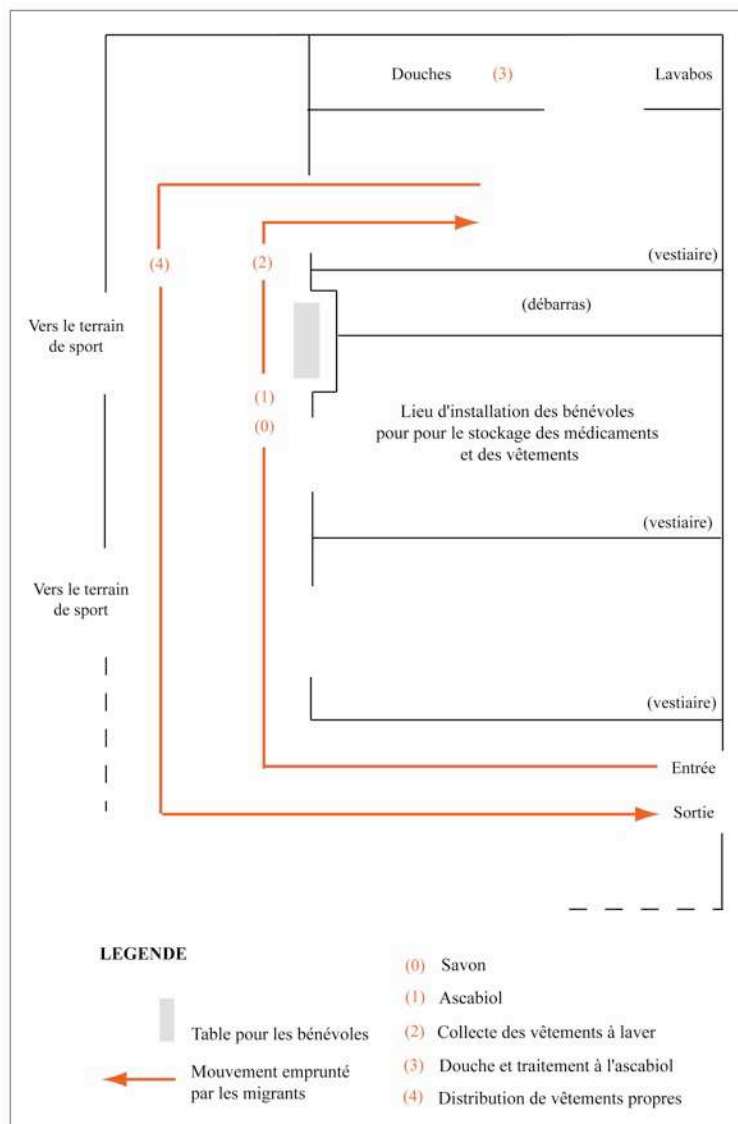 Douches (3) Lavabos
(4) (2) (vestiaire)
(débarras)
Vers le terrain
de sport
(1)
(0)
Lieu d'installation des bénévoles
pour pour le stockage des médicaments
et des vêtements
(vestiaire)
Vers le terrain
de sport
(vestiaire)
Entrée
Sortie
LEGENDE
Table pour les bénévoles
Mouvement emprunté
par les migrants
(0) Savon
(1) Ascabiol
(2) Collecte des vêtements à laver
(3) Douche et traitement à l'ascabiol
(4) Distribution de vêtements propres